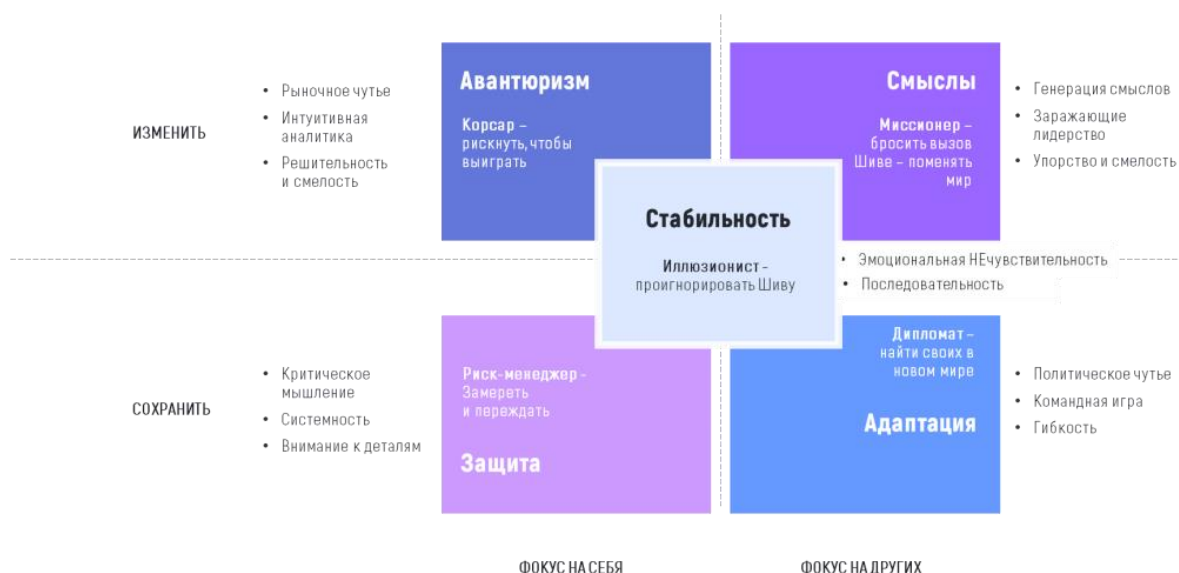 ИЗМЕНИТЬ
• Рыночное чутье
• Интуитивная
аналитика
• Решительность
и смелость
Авантюризм
Корсар –
рискнуть, чтобы
выиграть
Смыслы
Миссионер –
бросить вызов
Шиве – поменять
мир
• Генерация смыслов
• Заражающие
лидерство
• Упорство и смелость
Стабильность
Иллюзионист -
проигнорировать Шиву
• Эмоциональная НЕчувствительность
• Последовательность
СОХРАНИТЬ
• Критическое
мышление
• Системность
• Внимание к деталям
Риск-менеджер -
Замереть
и переждать
Защита
Дипломат –
найти своих в
новом мире
Адаптация
• Политическое чутье
• Командная игра
• Гибкость
ФОКУС НА СЕБЯ
ФОКУС НА ДРУГИХ